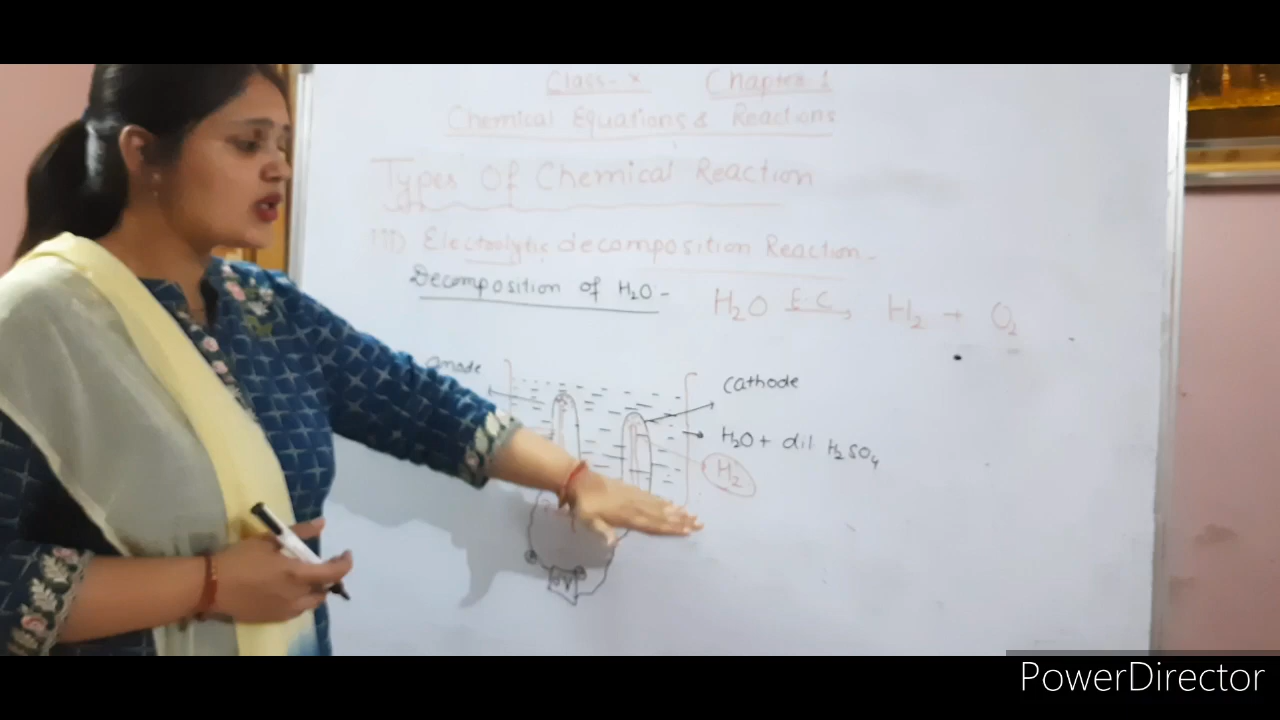 Class-X Chapter 1
Chemical Equations & Reactions
Types Of Chemical Reaction
III) Electrolytic decomposition Reaction -
Decomposition of H₂O -
H₂O E.C, H₂ + O₂
anode
Cathode
H₂O + dil H₂SO₄
H₂
PowerDirector